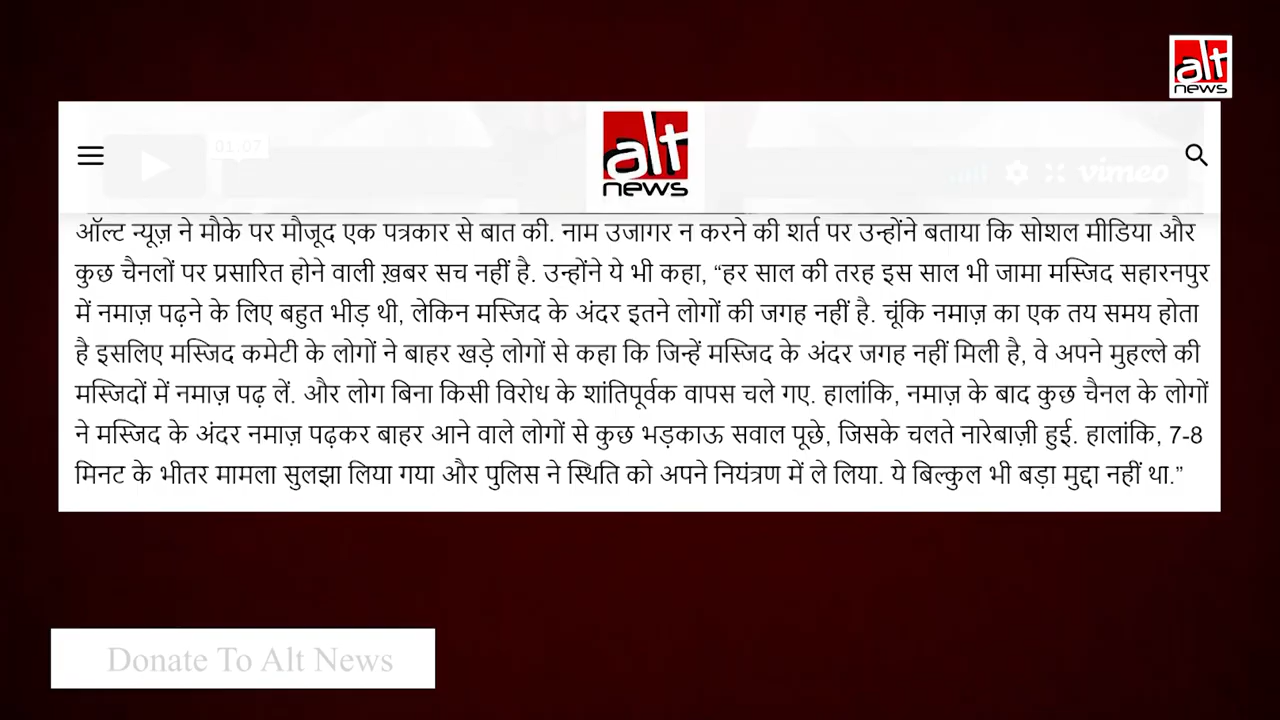 alt
news
01:07
vimeo
alt
news
ऑल्ट न्यूज़ ने मौके पर मौजूद एक पत्रकार से बात की. नाम उजागर न करने की शर्त पर उन्होंने बताया कि सोशल मीडिया और
कुछ चैनलों पर प्रसारित होने वाली ख़बर सच नहीं है. उन्होंने ये भी कहा, “हर साल की तरह इस साल भी जामा मस्जिद सहारनपुर
में नमाज़ पढ़ने के लिए बहुत भीड़ थी, लेकिन मस्जिद के अंदर इतने लोगों की जगह नहीं है. चूंकि नमाज़ का एक तय समय होता
है इसलिए मस्जिद कमेटी के लोगों ने बाहर खड़े लोगों से कहा कि जिन्हें मस्जिद के अंदर जगह नहीं मिली है, वे अपने मुहल्ले की
मस्जिदों में नमाज़ पढ़ लें. और लोग बिना किसी विरोध के शांतिपूर्वक वापस चले गए. हालांकि, नमाज़ के बाद कुछ चैनल के लोगों
ने मस्जिद के अंदर नमाज़ पढ़कर बाहर आने वाले लोगों से कुछ भड़काऊ सवाल पूछे, जिसके चलते नारेबाज़ी हुई. हालांकि, 7-8
मिनट के भीतर मामला सुलझा लिया गया और पुलिस ने स्थिति को अपने नियंत्रण में ले लिया. ये बिल्कुल भी बड़ा मुद्दा नहीं था.”
Donate To Alt News